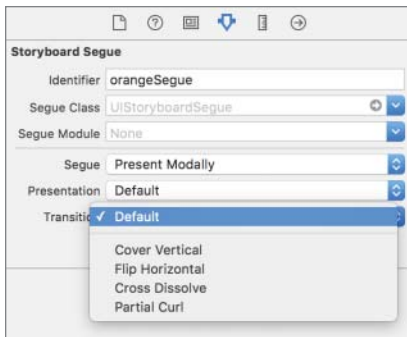 Storyboard Segue
Identifier orangeSegue
Segue Class UIStoryboardSegue
Segue Module None
Segue Present Modally
Presentation Default
Transiti ✓ Default
Cover Vertical
Flip Horizontal
Cross Dissolve
Partial Curl